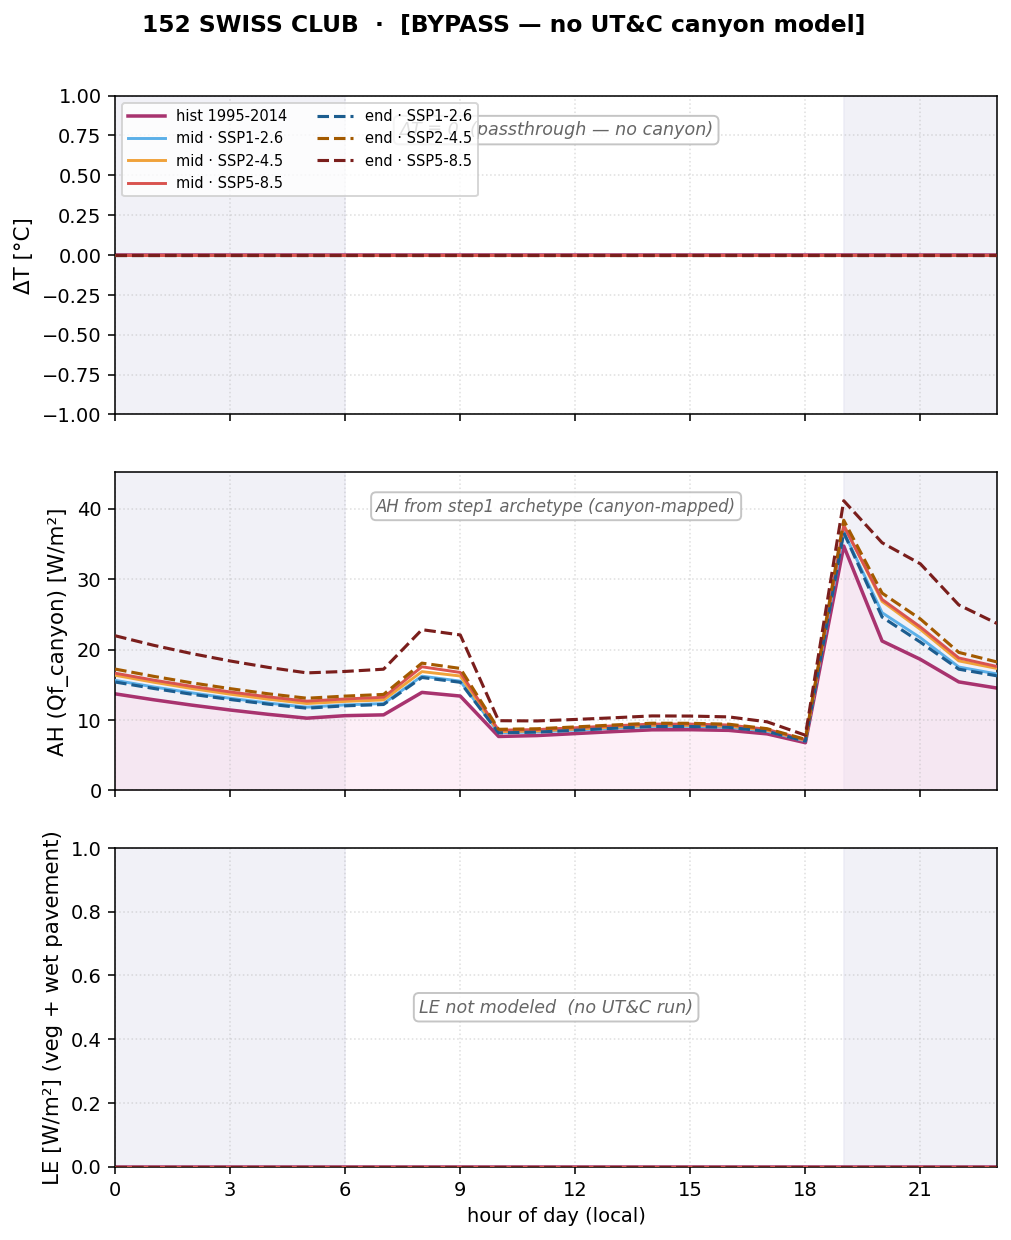 152 SWISS CLUB · [BYPASS — no UT&C canyon model]
1.00
0.75
0.50
0.25
0.00
−0.25
−0.50
−0.75
−1.00
ΔT [°C]
hist 1995-2014
mid · SSP1-2.6
mid · SSP2-4.5
mid · SSP5-8.5
end · SSP1-2.6
end · SSP2-4.5
end · SSP5-8.5
(passthrough — no canyon)
40
30
20
10
0
AH (Qf_canyon) [W/m²]
AH from step1 archetype (canyon-mapped)
1.0
0.8
0.6
0.4
0.2
0.0
LE [W/m²] (veg + wet pavement)
LE not modeled (no UT&C run)
0 3 6 9 12 15 18 21
hour of day (local)